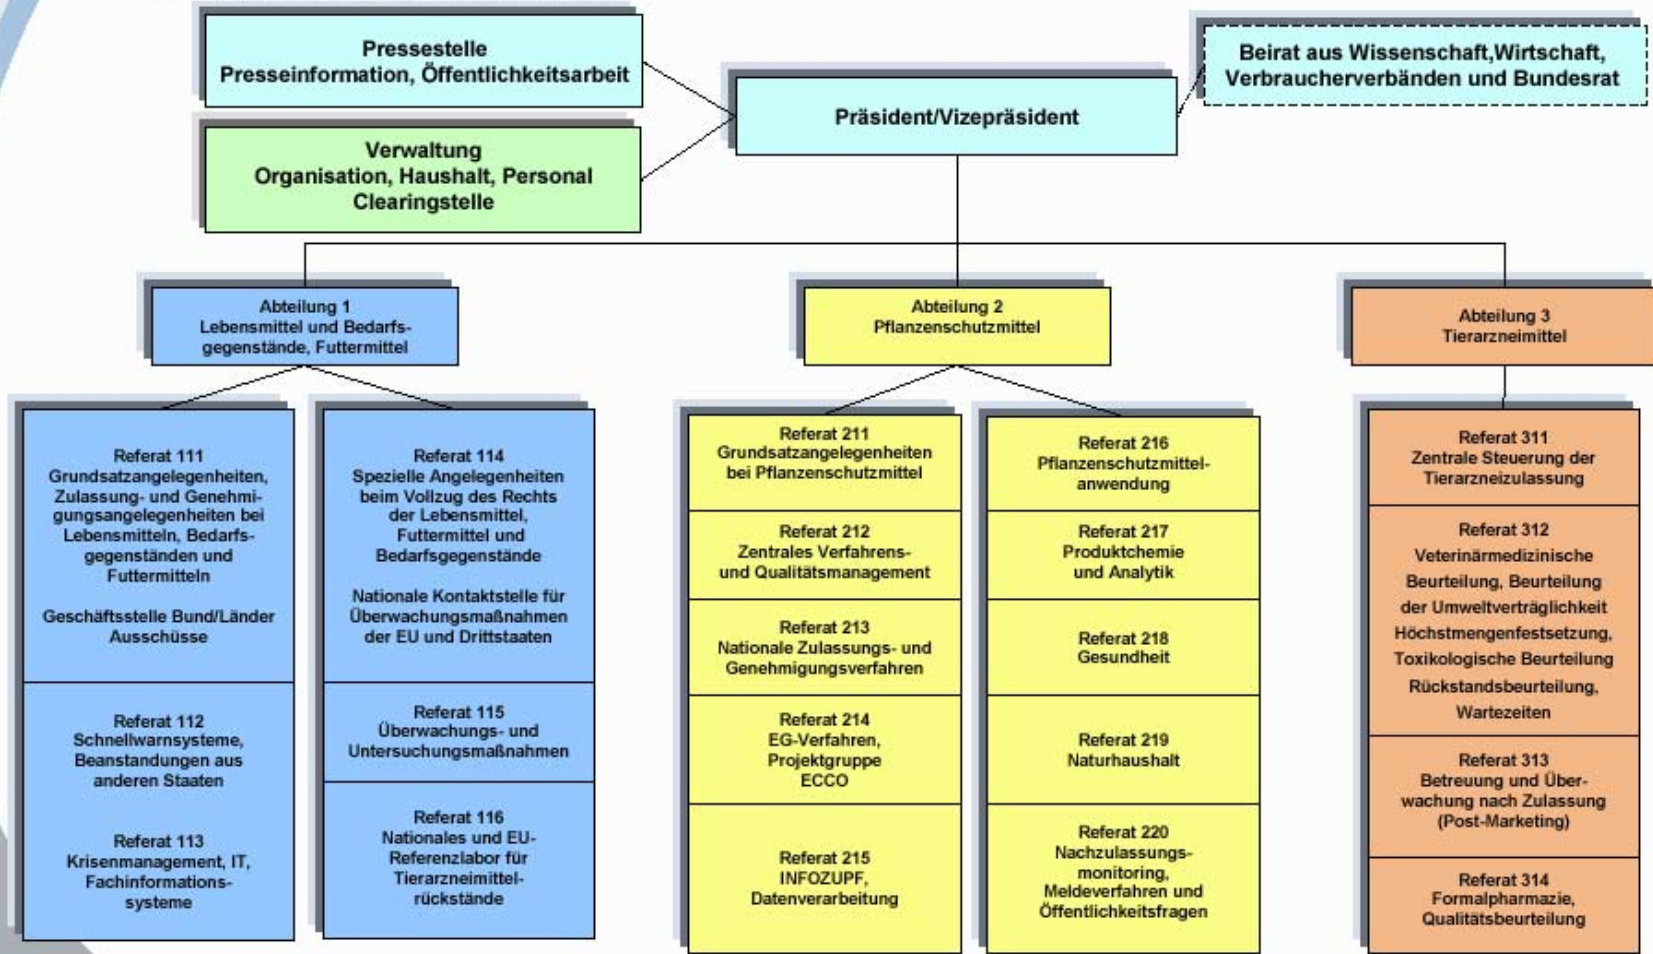 Pressestelle
Presseinformation, Öffentlichkeitsarbeit
Verwaltung
Organisation, Haushalt, Personal
Clearingstelle
Präsident/Vizepräsident
Beirat aus Wissenschaft,Wirtschaft,
Verbraucherverbänden und Bundesrat
Abteilung 1
Lebensmittel und Bedarfs-
gegenstände, Futtermittel
Referat 111
Grundsatzangelegenheiten,
Zulassung- und Genehmi-
gungsangelegenheiten bei
Lebensmitteln, Bedarfs-
gegenständen und
Futtermitteln
Geschäftsstelle Bund/Länder
Ausschüsse
Referat 112
Schnellwarnsysteme,
Beanstandungen aus
anderen Staaten
Referat 113
Krisenmanagement, IT,
Fachinformations-
systeme
Referat 114
Spezielle Angelegenheiten
beim Vollzug des Rechts
der Lebensmittel,
Futtermittel und
Bedarfsgegenstände
Nationale Kontaktstelle für
Überwachungsmaßnahmen
der EU und Drittstaaten
Referat 115
Überwachungs- und
Untersuchungsmaßnahmen
Referat 116
Nationales und EU-
Referenzlabor für
Tierarzneimittel-
rückstände
Abteilung 2
Pflanzenschutzmittel
Referat 211
Grundsatzangelegenheiten
bei Pflanzenschutzmittel
Referat 212
Zentrales Verfahrens-
und Qualitätsmanagement
Referat 213
Nationale Zulassungs- und
Genehmigungsverfahren
Referat 214
EG-Verfahren,
Projektgruppe
ECCO
Referat 215
INFOZUPF,
Datenverarbeitung
Referat 216
Pflanzenschutzmittel-
anwendung
Referat 217
Produktchemie
und Analytik
Referat 218
Gesundheit
Referat 219
Naturhaushalt
Referat 220
Nachzulassungs-
monitoring,
Meldeverfahren und
Öffentlichkeitsfragen
Abteilung 3
Tierarzneimittel
Referat 311
Zentrale Steuerung der
Tierarzneizulassung
Referat 312
Veterinärmedizinische
Beurteilung, Beurteilung
der Umweltverträglichkeit
Höchstmengenfestsetzung,
Toxikologische Beurteilung
Rückstandsbeurteilung,
Wartezeiten
Referat 313
Betreuung und Über-
wachung nach Zulassung
(Post-Marketing)
Referat 314
Formalpharmazie,
Qualitätsbeurteilung